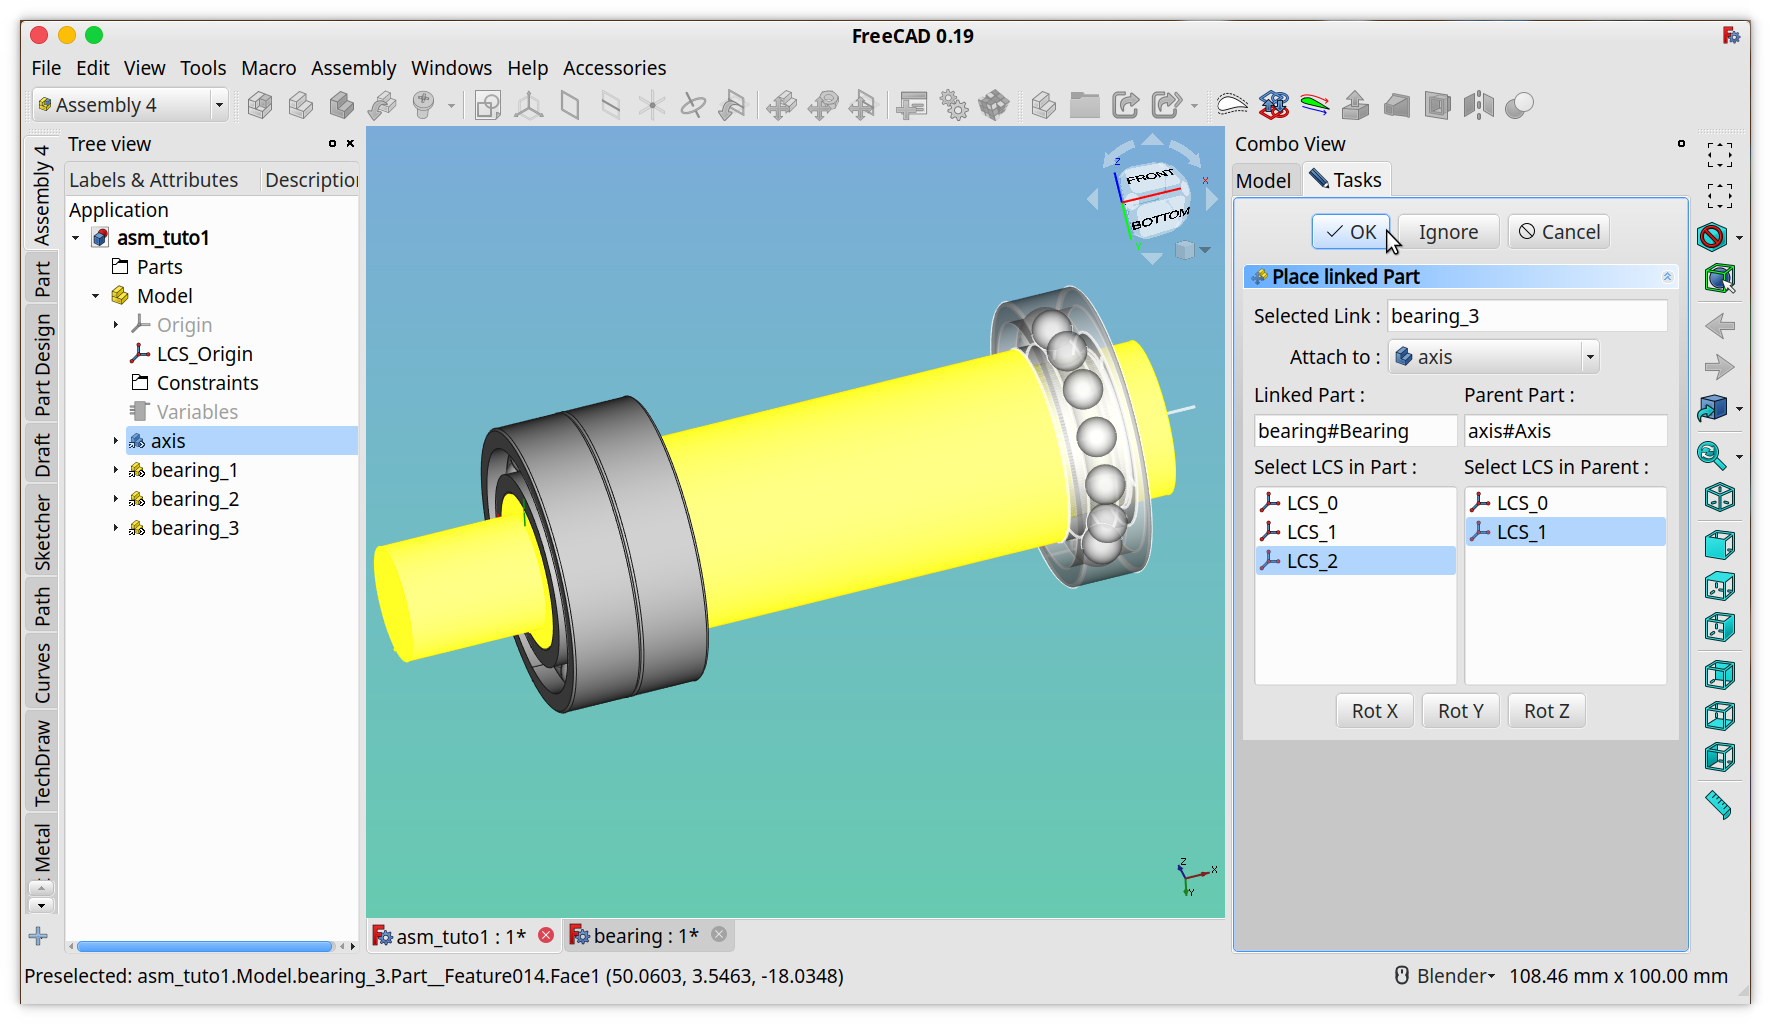 FreeCAD 0.19
File Edit View Tools Macro Assembly Windows Help Accessories
Assembly 4
Tree view
Labels & Attributes Description
Application
asm_tuto1
Parts
Model
Origin
LCS_Origin
Constraints
Variables
axis
bearing_1
bearing_2
bearing_3
Assembly 4
Part
Part Design
Draft
Sketcher
Path
Curves
TechDraw
Metal
Z
X
Y
FRONT
BOTTOM
Z
X
Y
asm_tuto1 : 1*
bearing : 1*
Combo View
Model
Tasks
OK
Ignore
Cancel
Place linked Part
Selected Link : bearing_3
Attach to : axis
Linked Part : Parent Part :
bearing#Bearing axis#Axis
Select LCS in Part : Select LCS in Parent :
LCS_0 LCS_0
LCS_1 LCS_1
LCS_2
Rot X Rot Y Rot Z
Preselected: asm_tuto1.Model.bearing_3.Part__Feature014.Face1 (50.0603, 3.5463, -18.0348)
Blender 108.46 mm x 100.00 mm